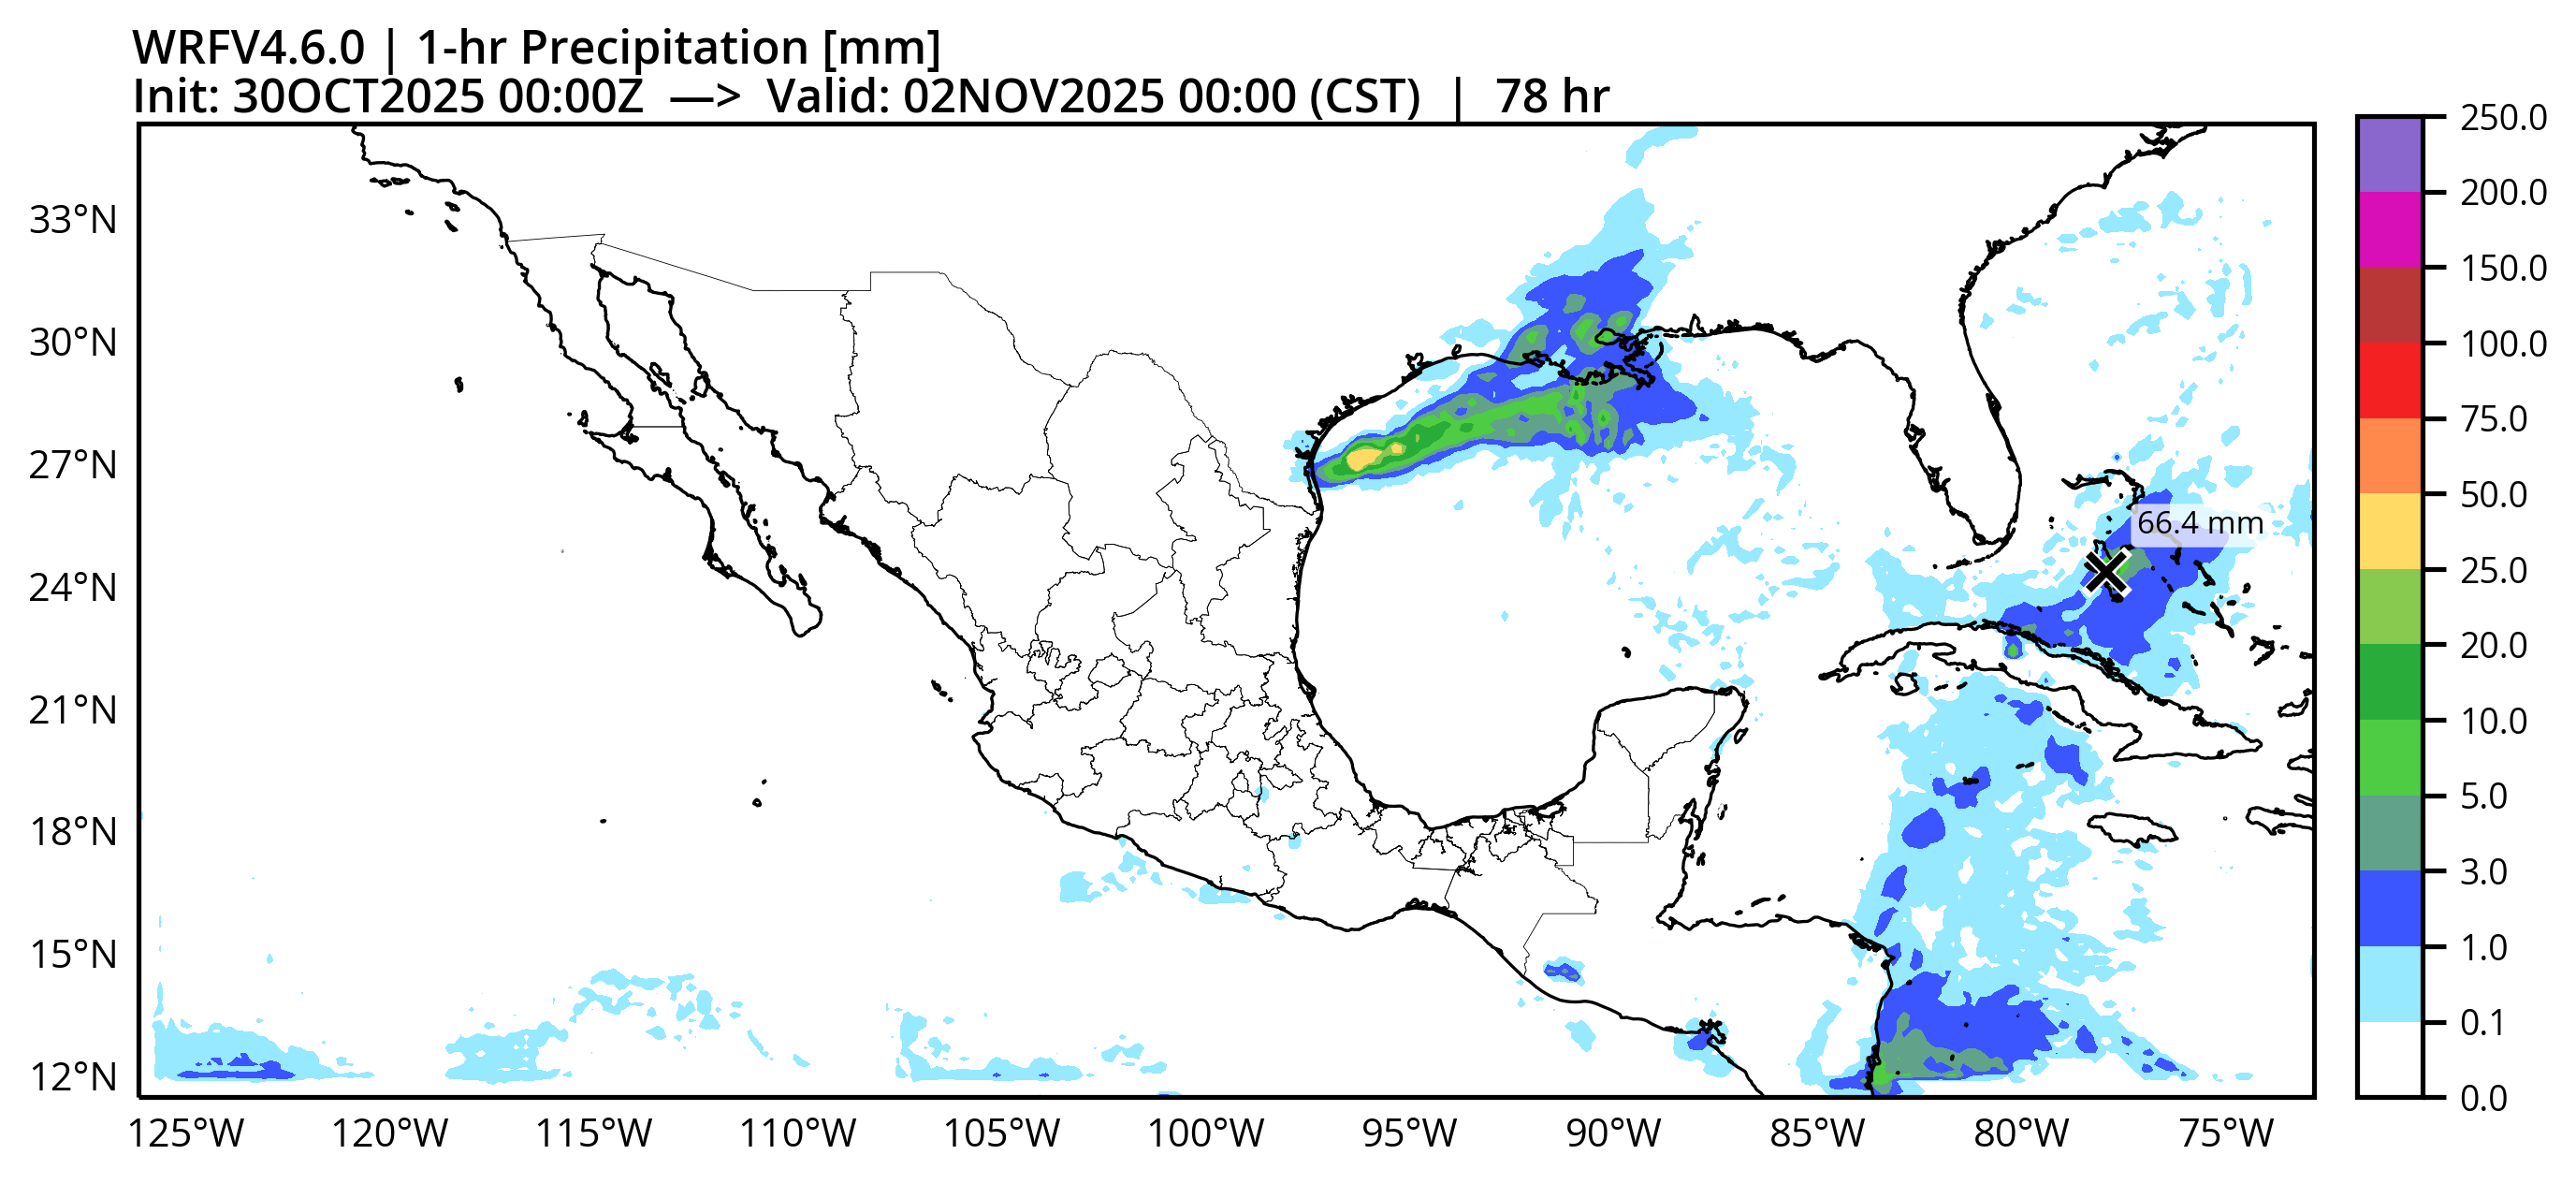 WRFV4.6.0 | 1-hr Precipitation [mm]
Init: 30OCT2025 00:00Z —> Valid: 02NOV2025 00:00 (CST) | 78 hr
250.0
200.0
150.0
100.0
75.0
50.0
25.0
20.0
10.0
5.0
3.0
1.0
0.1
0.0
33°N
30°N
27°N
24°N
21°N
18°N
15°N
12°N
66.4 mm
125°W 120°W 115°W 110°W 105°W 100°W 95°W 90°W 85°W 80°W 75°W